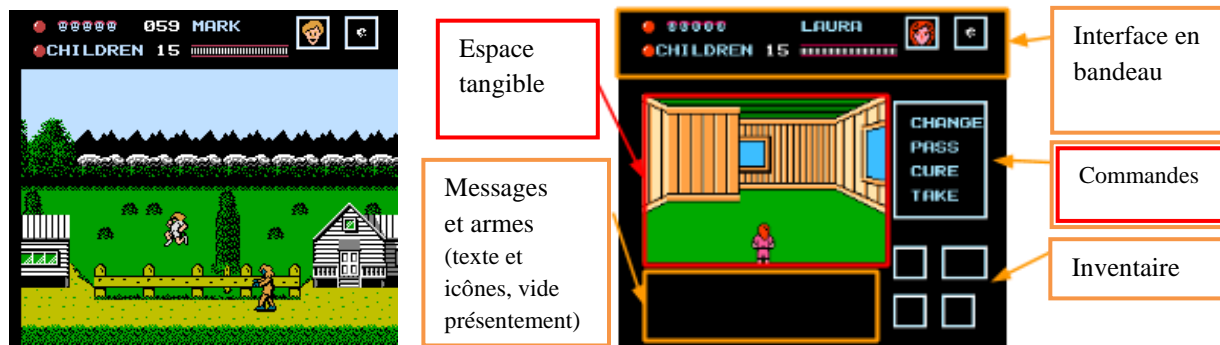 059 MARK
CHILDREN 15
Espace
tangible
Messages
et armes
(texte et
icônes, vide
présentement)
LAURA
CHILDREN 15
CHANGE
PASS
CURE
TAKE
Interface en
bandeau
Commandes
Inventaire